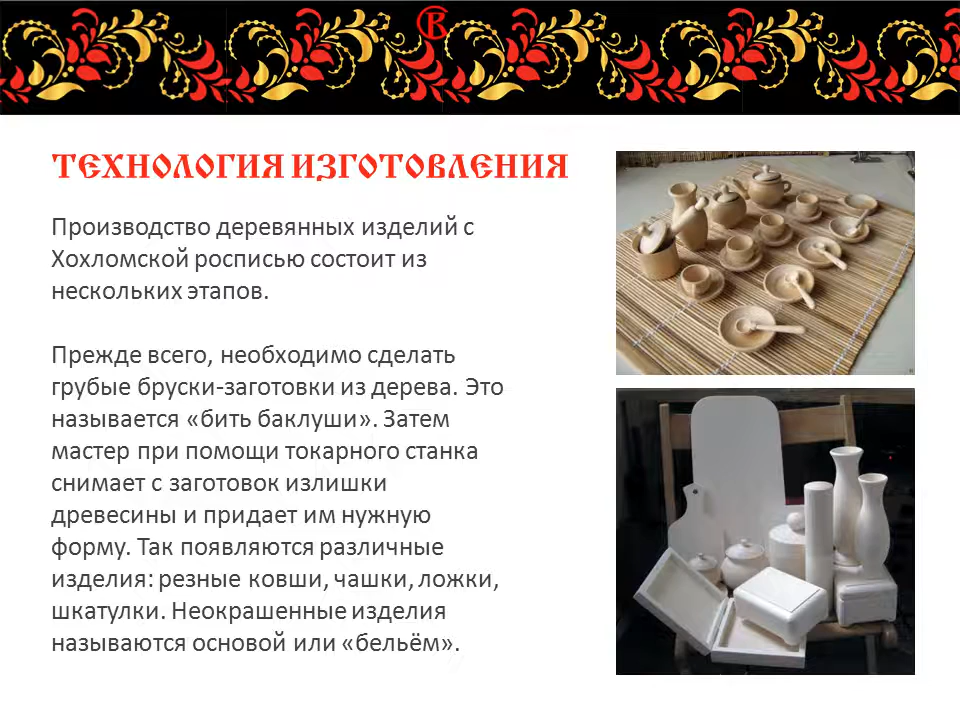 ТЕХНОЛОГИЯ ИЗГОТОВЛЕНИЯ
Производство деревянных изделий с
Хохломской росписью состоит из
нескольких этапов.
Прежде всего, необходимо сделать
грубые бруски-заготовки из дерева. Это
называется «бить баклуши». Затем
мастер при помощи токарного станка
снимает с заготовок излишки
древесины и придает им нужную
форму. Так появляются различные
изделия: резные ковши, чашки, ложки,
шкатулки. Неокрашенные изделия
называются основой или «бельём».